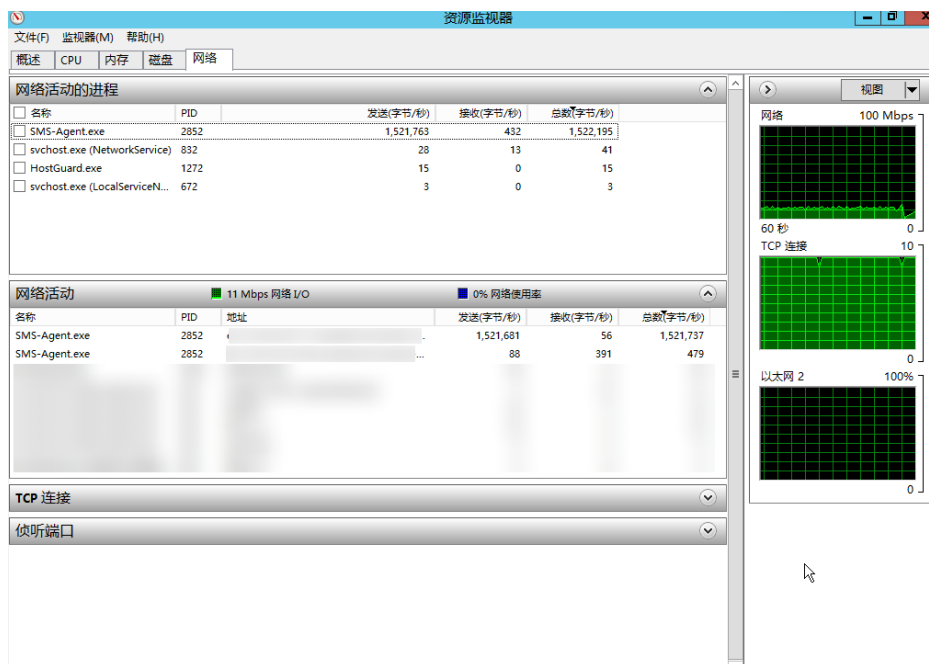 资源监视器
文件(F) 监视器(M) 帮助(H)
概述 CPU 内存 磁盘 网络
网络活动的进程
名称 PID 发送(字节/秒) 接收(字节/秒) 总数(字节/秒)
SMS-Agent.exe 2852 1,521,763 432 1,522,195
svchost.exe (NetworkService) 832 28 13 41
HostGuard.exe 1272 15 0 15
svchost.exe (LocalServiceN... 672 3 0 3
网络活动 11 Mbps 网络 I/O 0% 网络使用率
名称 PID 地址 发送(字节/秒) 接收(字节/秒) 总数(字节/秒)
SMS-Agent.exe 2852 1,521,681 56 1,521,737
SMS-Agent.exe 2852 ... 88 391 479
TCP 连接
侦听端口
视图
网络 100 Mbps
60 秒 0
TCP 连接 10
0
以太网 2 100%
0